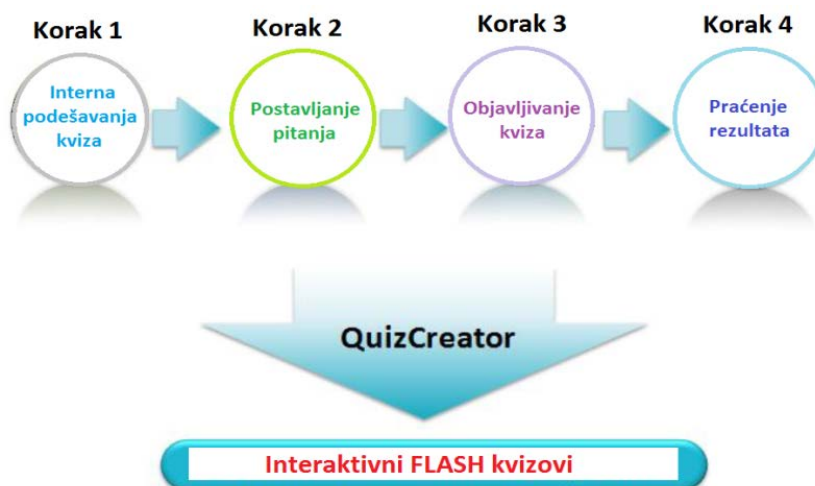 Korak 1
Korak 2
Korak 3
Korak 4
Interna
podešavanja
kviza
Postavljanje
pitanja
Objavljivanje
kviza
Praćenje
rezultata
QuizCreator
Interaktivni FLASH kvizovi